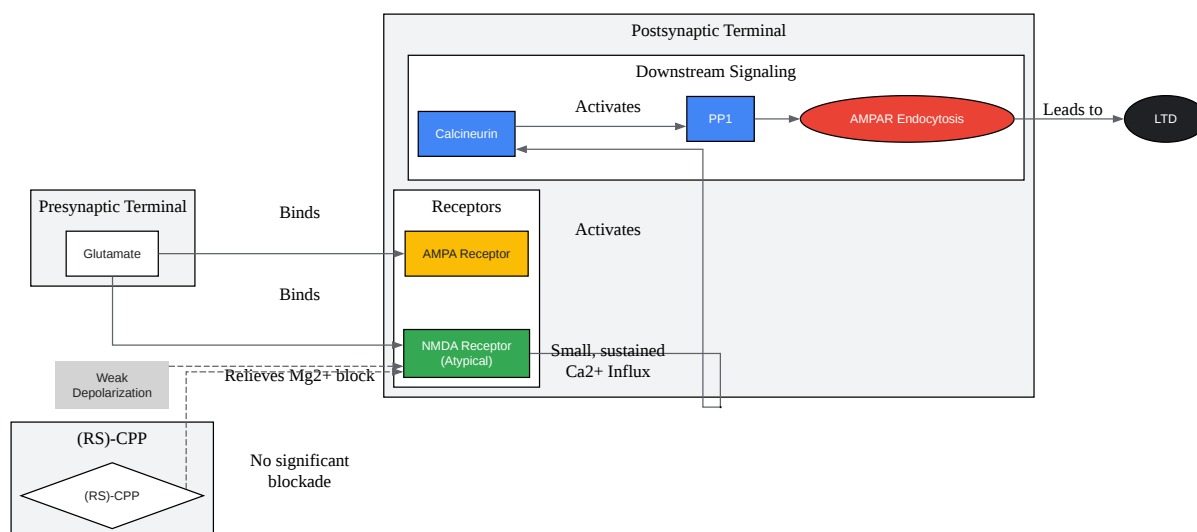 Postsynaptic Terminal
Downstream Signaling
Calcineurin
Activates
PP1
AMPAR Endocytosis
Leads to
LTD
Presynaptic Terminal
Glutamate
Binds
Receptors
AMPA Receptor
Activates
Binds
NMDA Receptor
(Atypical)
Small, sustained
Ca2+ Influx
Weak
Depolarization
Relieves Mg2+ block
(RS)-CPP
(RS)-CPP
No significant
blockade